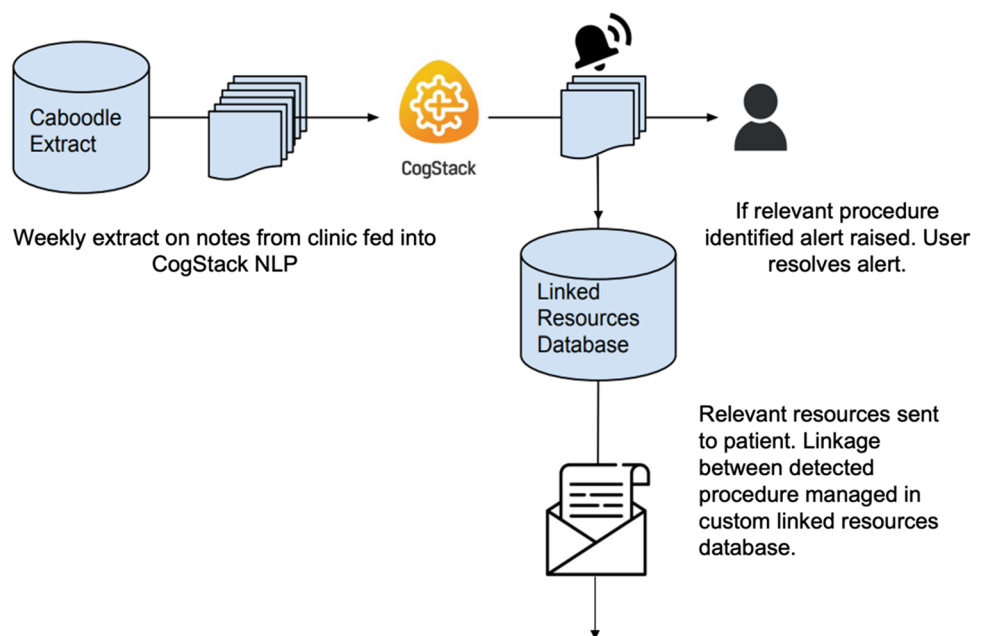 Caboodle
Extract
CogStack
Weekly extract on notes from clinic fed into
CogStack NLP
If relevant procedure
identified alert raised. User
resolves alert.
Linked
Resources
Database
Relevant resources sent
to patient. Linkage
between detected
procedure managed in
custom linked resources
database.